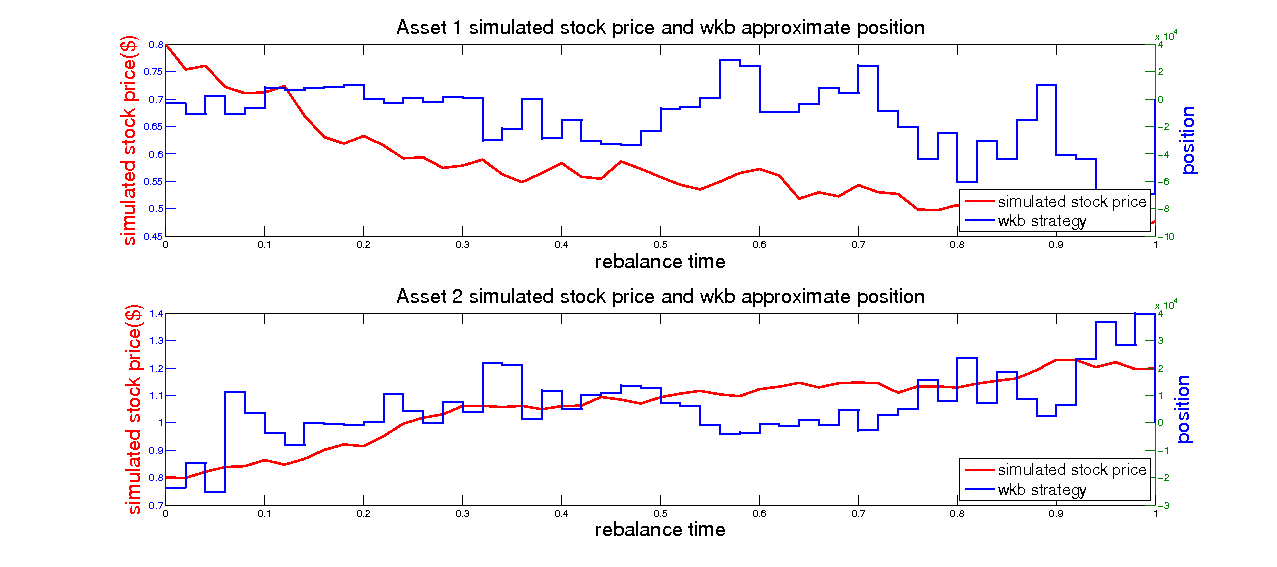 Asset 1 simulated stock price and wkb approximate position
x 10^4
simulated stock price($)
0.8
0.75
0.7
0.65
0.6
0.55
0.5
0.45
4
2
0
-2
-4
-6
-8
-10
position
simulated stock price
wkb strategy
0 0.1 0.2 0.3 0.4 0.5 0.6 0.7 0.8 0.9 1
rebalance time
Asset 2 simulated stock price and wkb approximate position
x 10^4
simulated stock price($)
1.4
1.3
1.2
1.1
1
0.9
0.8
0.7
4
3
2
1
0
-1
-2
-3
position
simulated stock price
wkb strategy
0 0.1 0.2 0.3 0.4 0.5 0.6 0.7 0.8 0.9 1
rebalance time